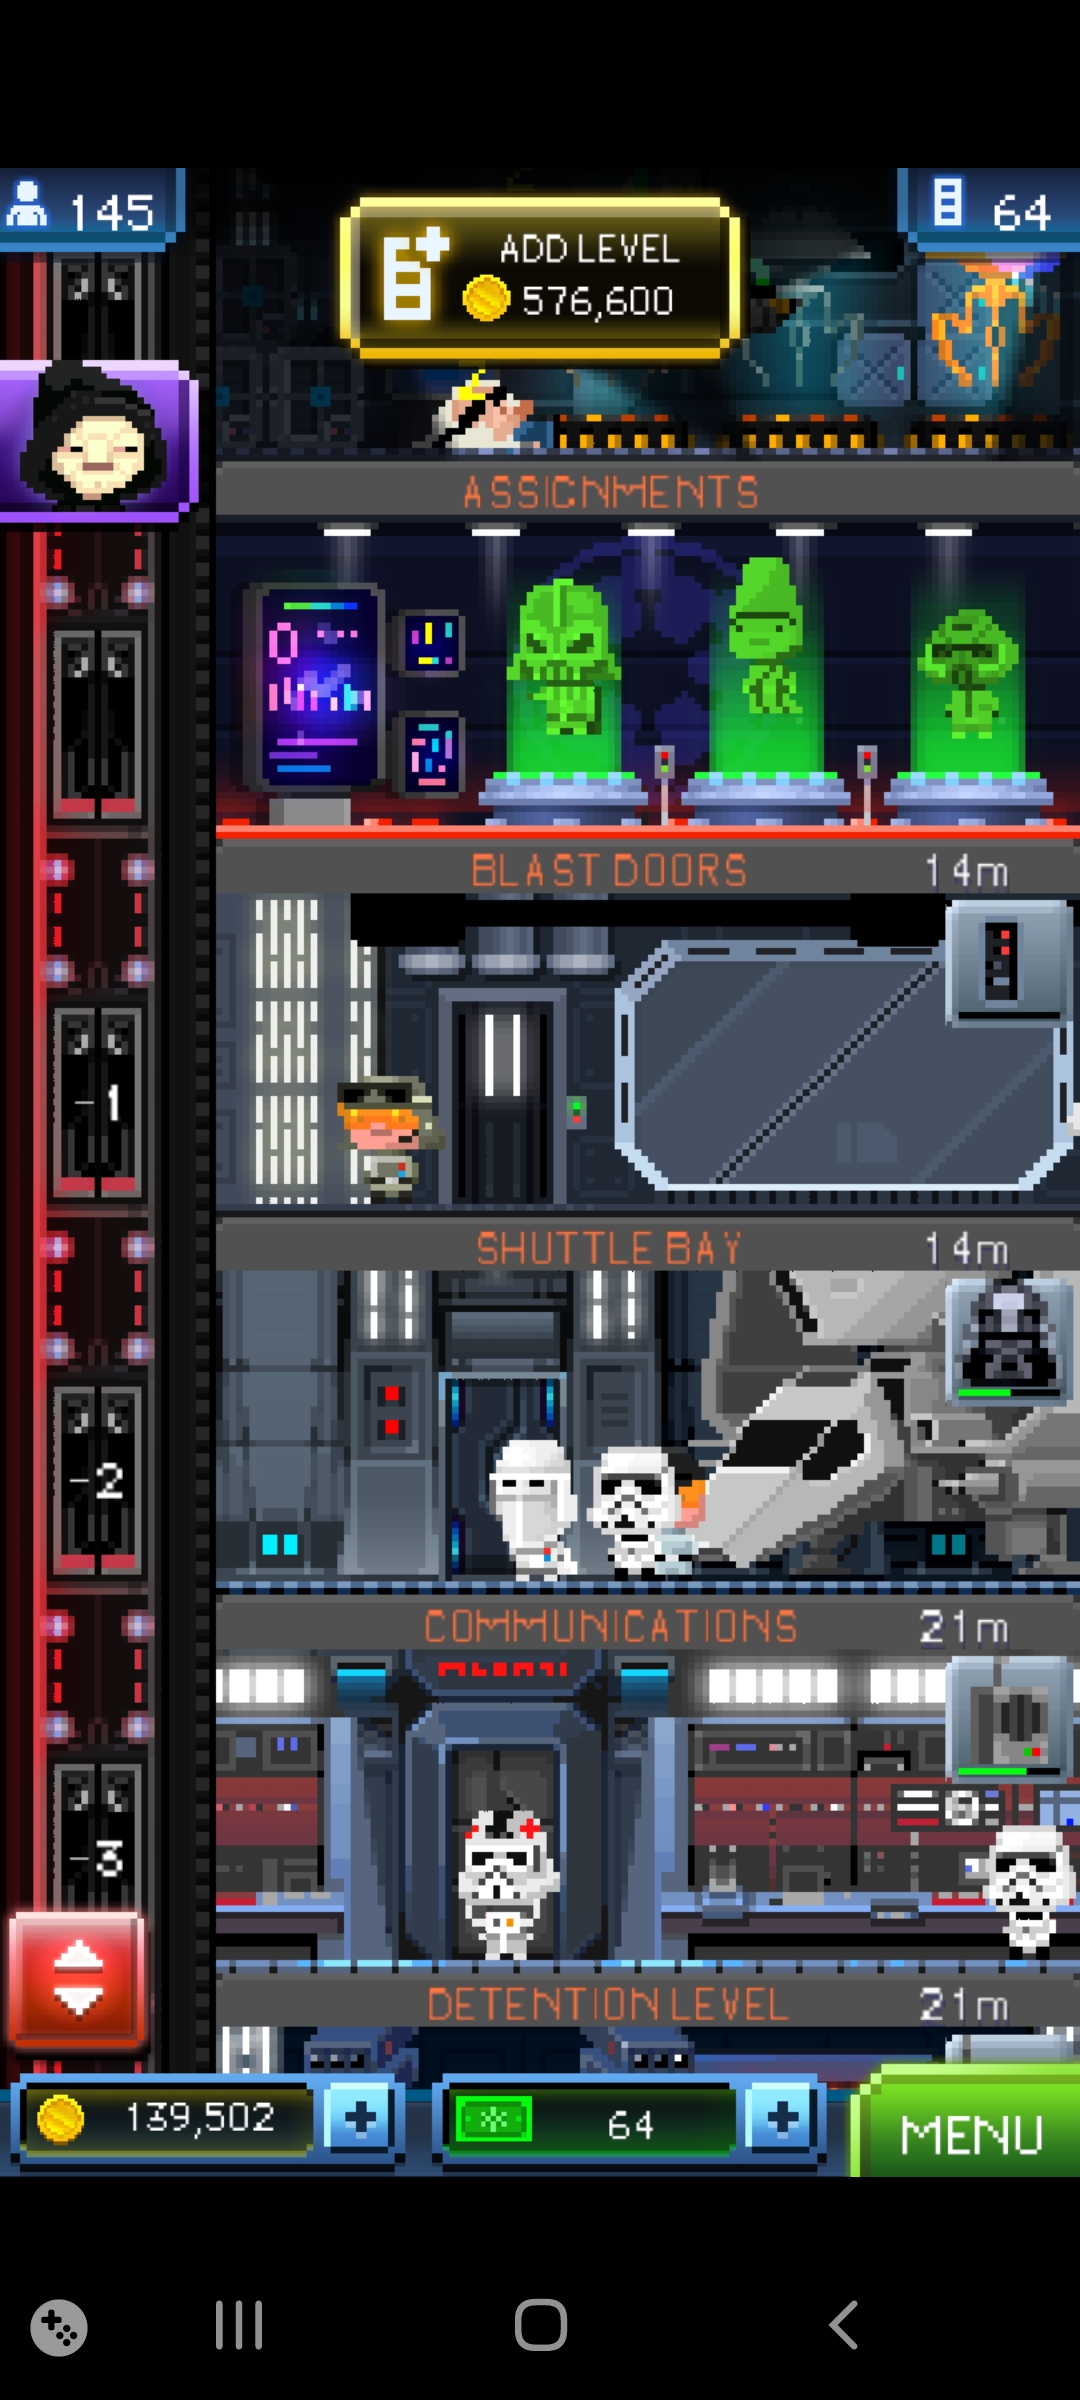 145
ADD LEVEL
576,600
64
ASSIGNMENTS
BLAST DOORS 14m
-1
SHUTTLE BAY 14m
-2
COMMUNICATIONS 21m
-3
DETENTION LEVEL 21m
139,502
64
MENU